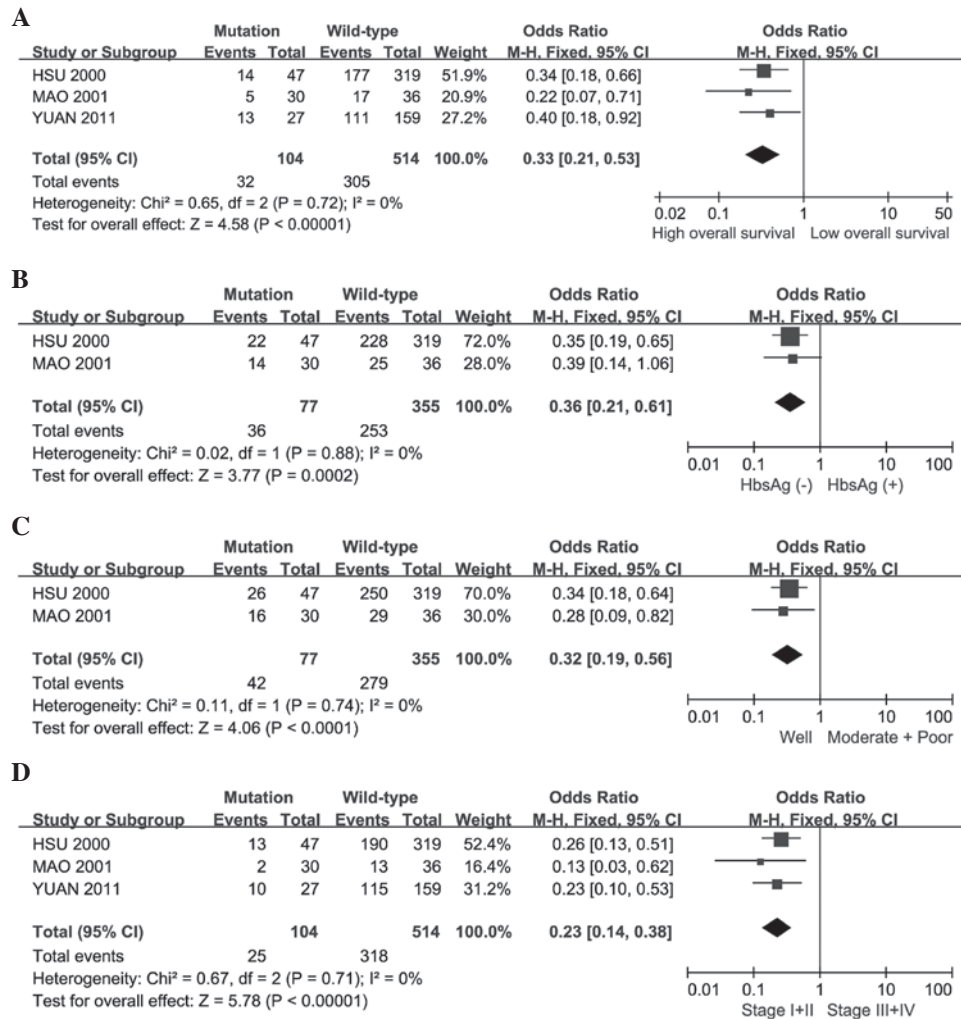 A
Mutation Wild-type Odds Ratio Odds Ratio
Study or Subgroup Events Total Events Total Weight M-H, Fixed, 95% CI M-H, Fixed, 95% CI
HSU 2000 14 47 177 319 51.9% 0.34 [0.18, 0.66]
MAO 2001 5 30 17 36 20.9% 0.22 [0.07, 0.71]
YUAN 2011 13 27 111 159 27.2% 0.40 [0.18, 0.92]
Total (95% CI) 104 514 100.0% 0.33 [0.21, 0.53]
Total events 32 305
Heterogeneity: Chi² = 0.65, df = 2 (P = 0.72); I² = 0%
Test for overall effect: Z = 4.58 (P < 0.00001)
0.02 0.1 1 10 50
High overall survival Low overall survival
B
Mutation Wild-type Odds Ratio Odds Ratio
Study or Subgroup Events Total Events Total Weight M-H, Fixed, 95% CI M-H, Fixed, 95% CI
HSU 2000 22 47 228 319 72.0% 0.35 [0.19, 0.65]
MAO 2001 14 30 25 36 28.0% 0.39 [0.14, 1.06]
Total (95% CI) 77 355 100.0% 0.36 [0.21, 0.61]
Total events 36 253
Heterogeneity: Chi² = 0.02, df = 1 (P = 0.88); I² = 0%
Test for overall effect: Z = 3.77 (P = 0.0002)
0.01 0.1 1 10 100
HbsAg (-) HbsAg (+)
C
Mutation Wild-type Odds Ratio Odds Ratio
Study or Subgroup Events Total Events Total Weight M-H, Fixed, 95% CI M-H, Fixed, 95% CI
HSU 2000 26 47 250 319 70.0% 0.34 [0.18, 0.64]
MAO 2001 16 30 29 36 30.0% 0.28 [0.09, 0.82]
Total (95% CI) 77 355 100.0% 0.32 [0.19, 0.56]
Total events 42 279
Heterogeneity: Chi² = 0.11, df = 1 (P = 0.74); I² = 0%
Test for overall effect: Z = 4.06 (P < 0.0001)
0.01 0.1 1 10 100
Well Moderate + Poor
D
Mutation Wild-type Odds Ratio Odds Ratio
Study or Subgroup Events Total Events Total Weight M-H, Fixed, 95% CI M-H, Fixed, 95% CI
HSU 2000 13 47 190 319 52.4% 0.26 [0.13, 0.51]
MAO 2001 2 30 13 36 16.4% 0.13 [0.03, 0.62]
YUAN 2011 10 27 115 159 31.2% 0.23 [0.10, 0.53]
Total (95% CI) 104 514 100.0% 0.23 [0.14, 0.38]
Total events 25 318
Heterogeneity: Chi² = 0.67, df = 2 (P = 0.71); I² = 0%
Test for overall effect: Z = 5.78 (P < 0.00001)
0.01 0.1 1 10 100
Stage I+II Stage III+IV